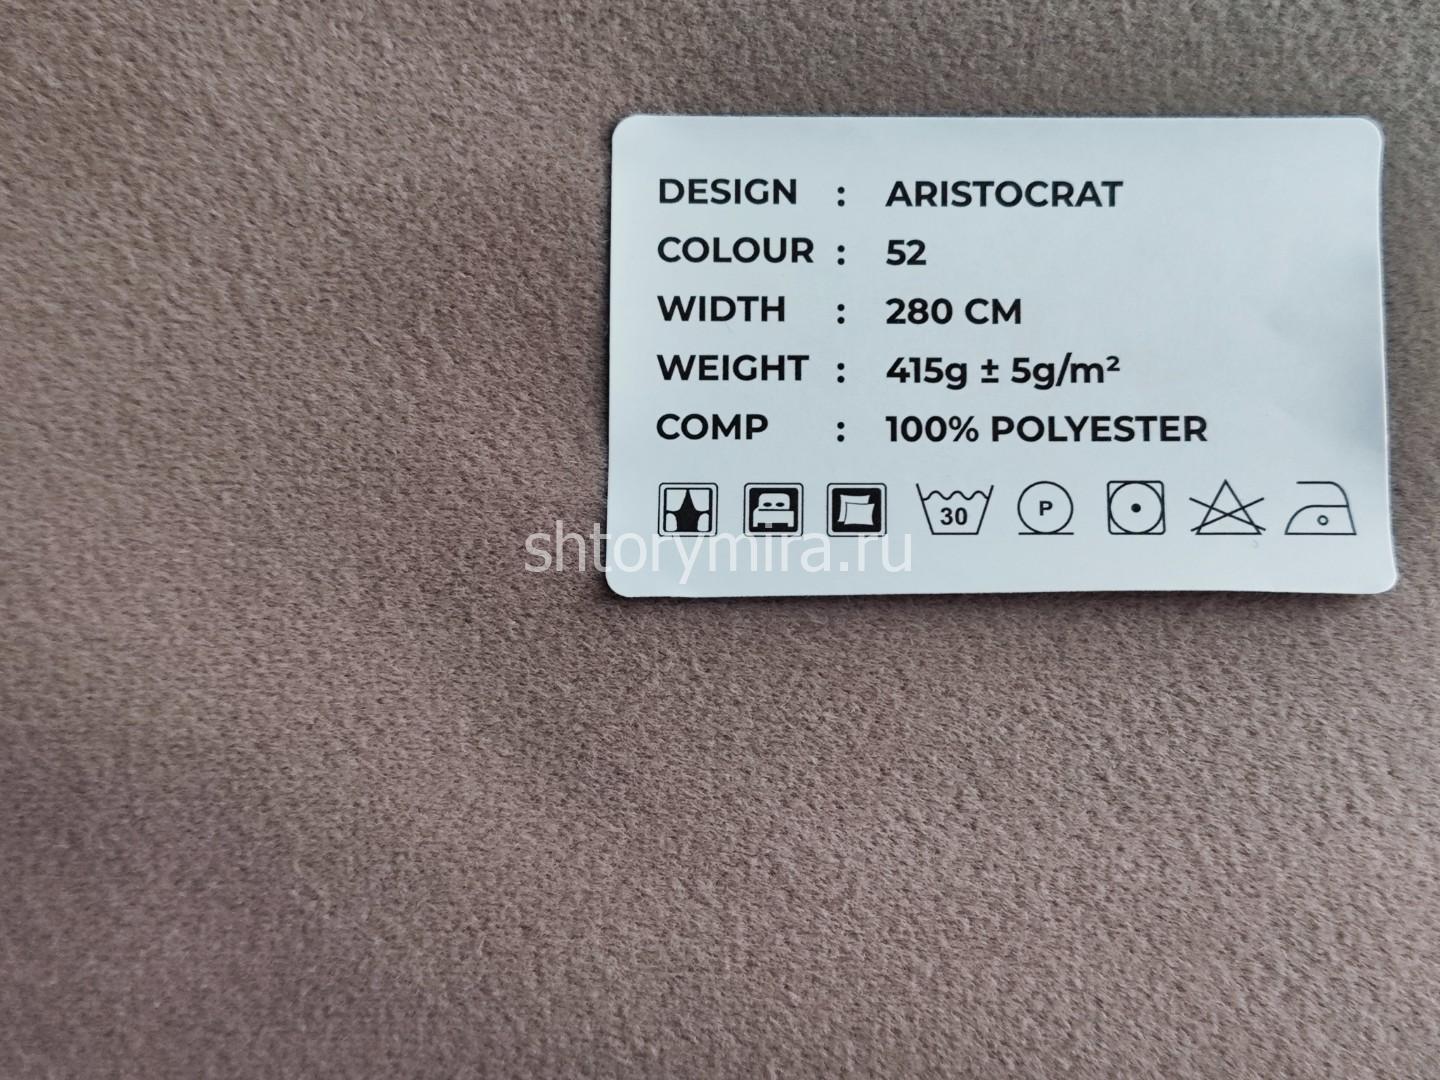 DESIGN : ARISTOCRAT
COLOUR : 52
WIDTH : 280 CM
WEIGHT : 415g ± 5g/m²
COMP : 100% POLYESTER
30 P
shtorymira.ru